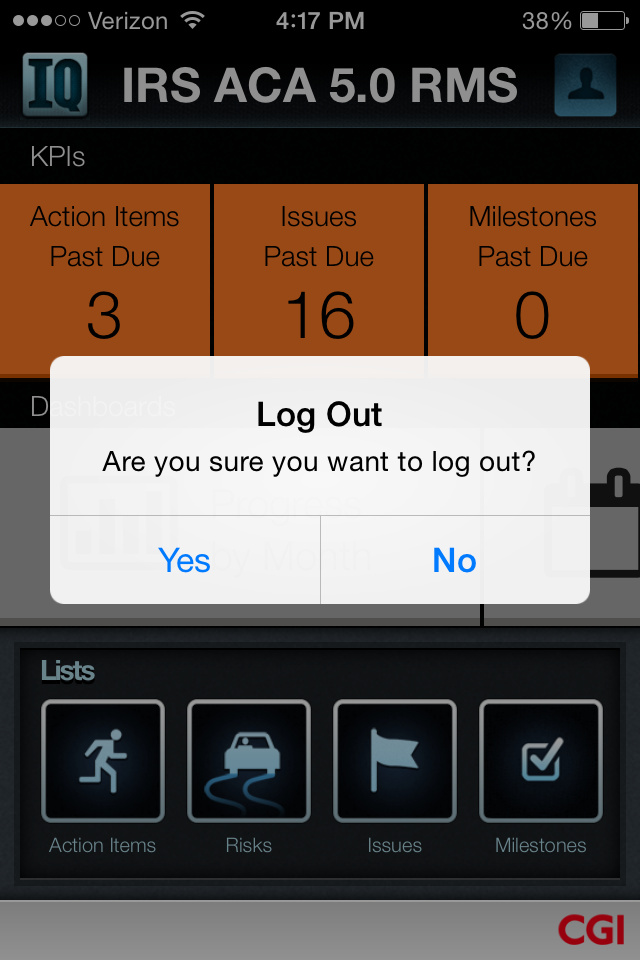 Verizon 4:17 PM 38%
IQ IRS ACA 5.0 RMS
KPIs
Action Items
Past Due
3
Issues
Past Due
16
Milestones
Past Due
0
Dashboards
Log Out
Are you sure you want to log out?
Progress
by Month
Yes
No
Lists
Action Items
Risks
Issues
Milestones
CGI